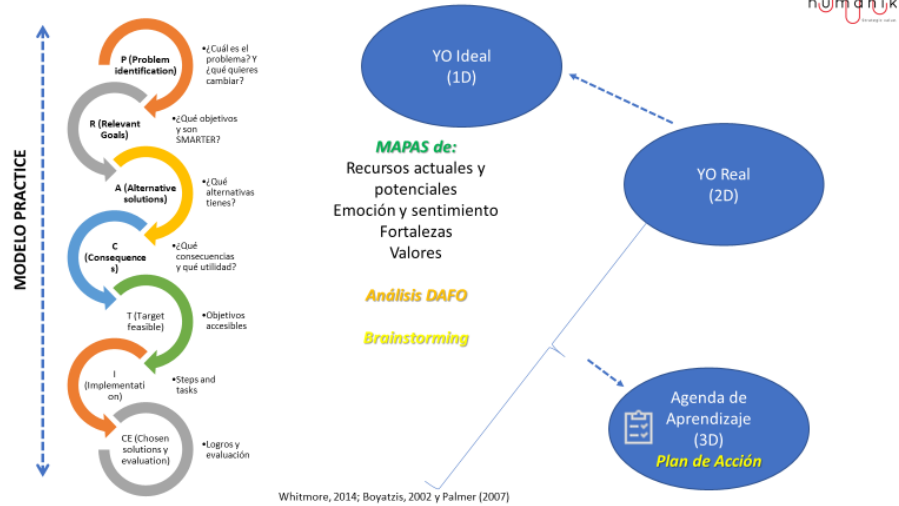 humanik
Strategic value
MODELO PRACTICE
P (Problem
identification)
•¿Cuál es el
problema? Y
¿qué quieres
cambiar?
R (Relevant
Goals)
•¿Qué objetivos
y son
SMARTER?
A (Alternative
solutions)
•¿Qué
alternativas
tienes?
C
(Consequence
s)
•¿Qué
consecuencias
y qué utilidad?
T (Target
feasible)
•Objetivos
accesibles
I
(Implementati
on)
•Steps and
tasks
CE (Chosen
solutions y
evaluation)
•Logros y
evaluación
YO Ideal
(1D)
MAPAS de:
Recursos actuales y
potenciales
Emoción y sentimiento
Fortalezas
Valores
Análisis DAFO
Brainstorming
YO Real
(2D)
Agenda de
Aprendizaje
(3D)
Plan de Acción
Whitmore, 2014; Boyatzis, 2002 y Palmer (2007)